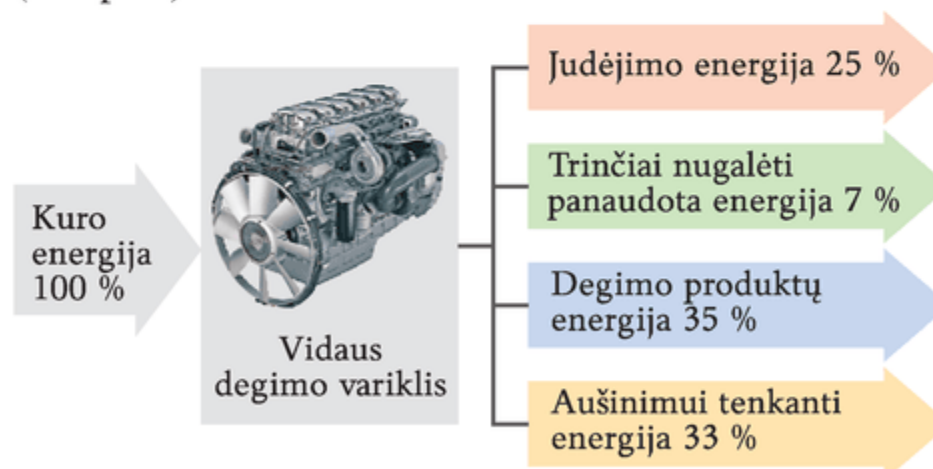 Kuro
energija
100 %
Vidaus
degimo variklis
Judėjimo energija 25 %
Trinčiai nugalėti
panaudota energija 7 %
Degimo produktų
energija 35 %
Aušinimui tenkanti
energija 33 %